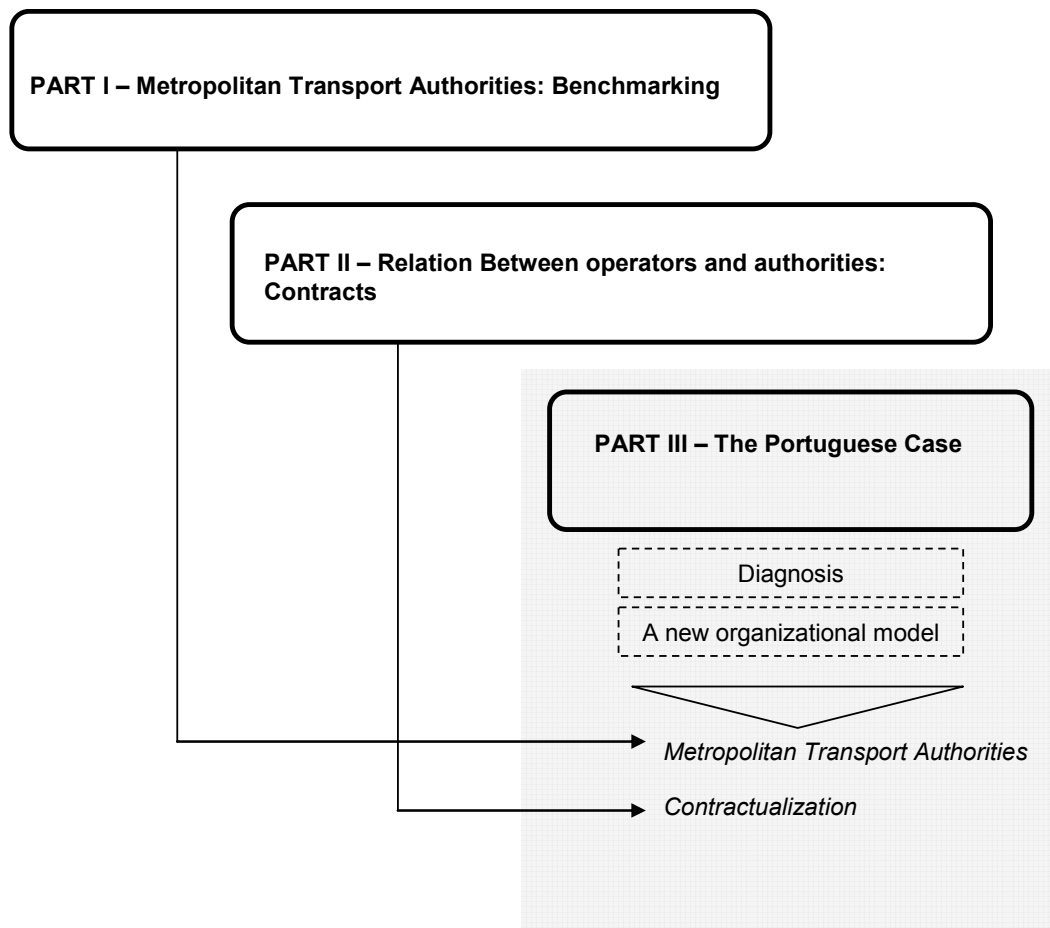 PART I – Metropolitan Transport Authorities: Benchmarking
PART II – Relation Between operators and authorities:
Contracts
PART III – The Portuguese Case
Diagnosis
A new organizational model
Metropolitan Transport Authorities
Contractualization